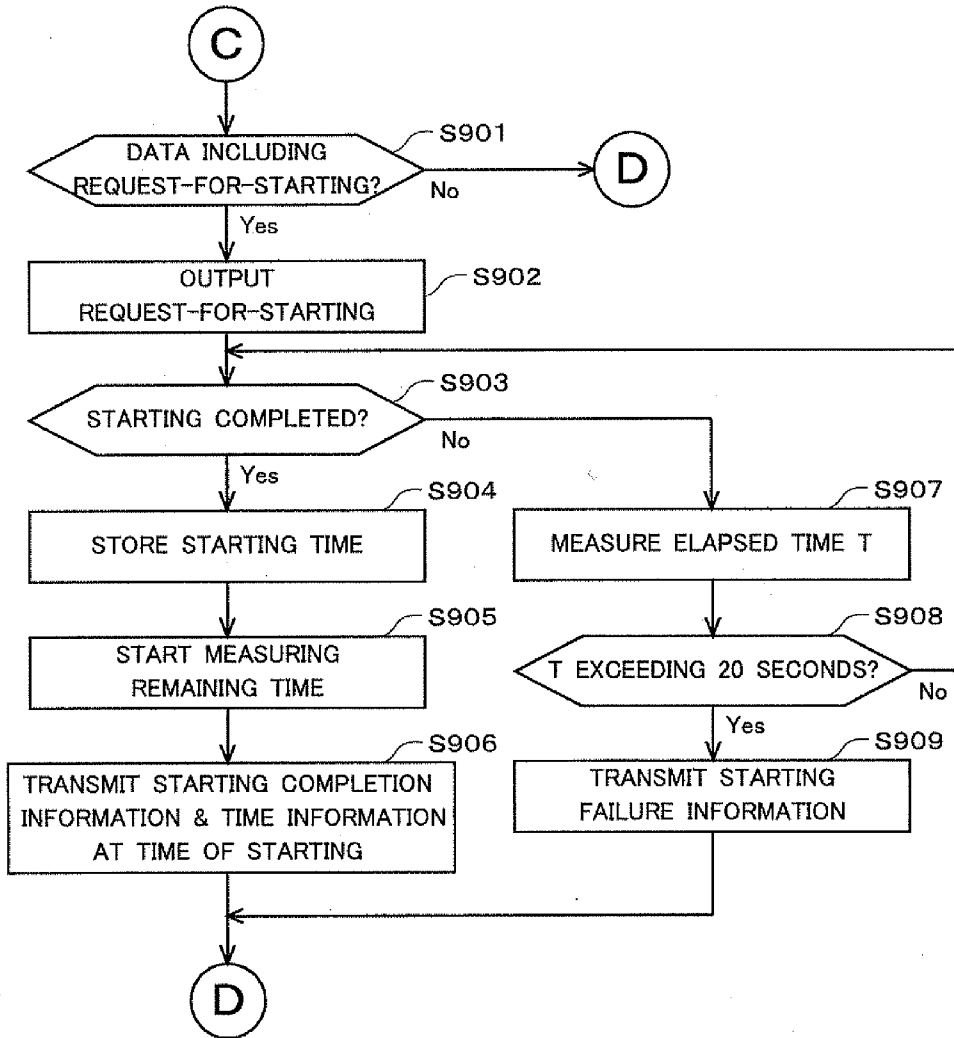 C
S901
DATA INCLUDING
REQUEST-FOR-STARTING?
No
D
Yes
OUTPUT
REQUEST-FOR-STARTING
S902
S903
STARTING COMPLETED?
No
Yes
S904
STORE STARTING TIME
S907
MEASURE ELAPSED TIME T
S905
START MEASURING
REMAINING TIME
S908
T EXCEEDING 20 SECONDS?
No
Yes
S906
TRANSMIT STARTING COMPLETION
INFORMATION & TIME INFORMATION
AT TIME OF STARTING
S909
TRANSMIT STARTING
FAILURE INFORMATION
D